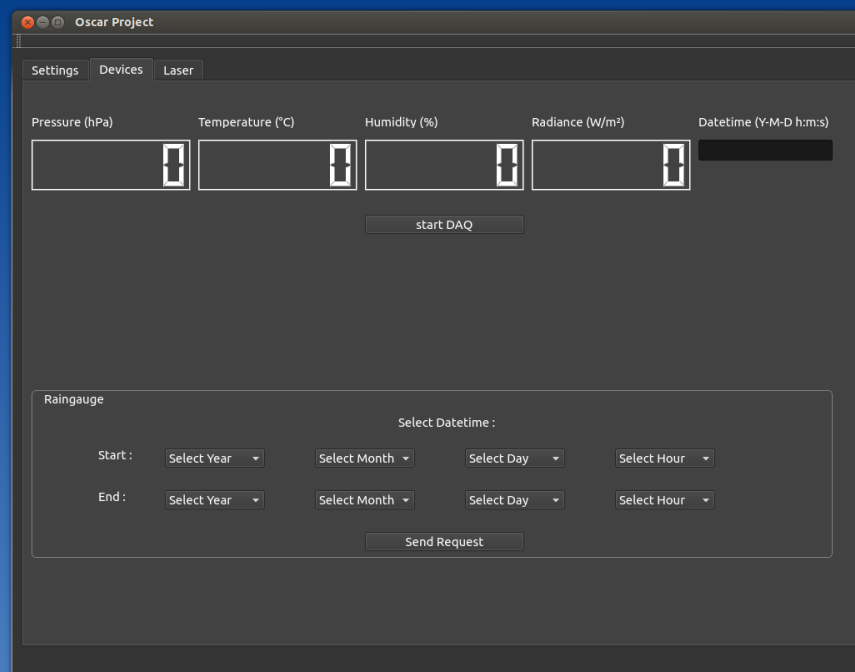 Oscar Project
Settings Devices Laser
Pressure (hPa) Temperature (°C) Humidity (%) Radiance (W/m²) Datetime (Y-M-D h:m:s)
0 0 0 0
start DAQ
Raingauge
Select Datetime :
Start : Select Year Select Month Select Day Select Hour
End : Select Year Select Month Select Day Select Hour
Send Request